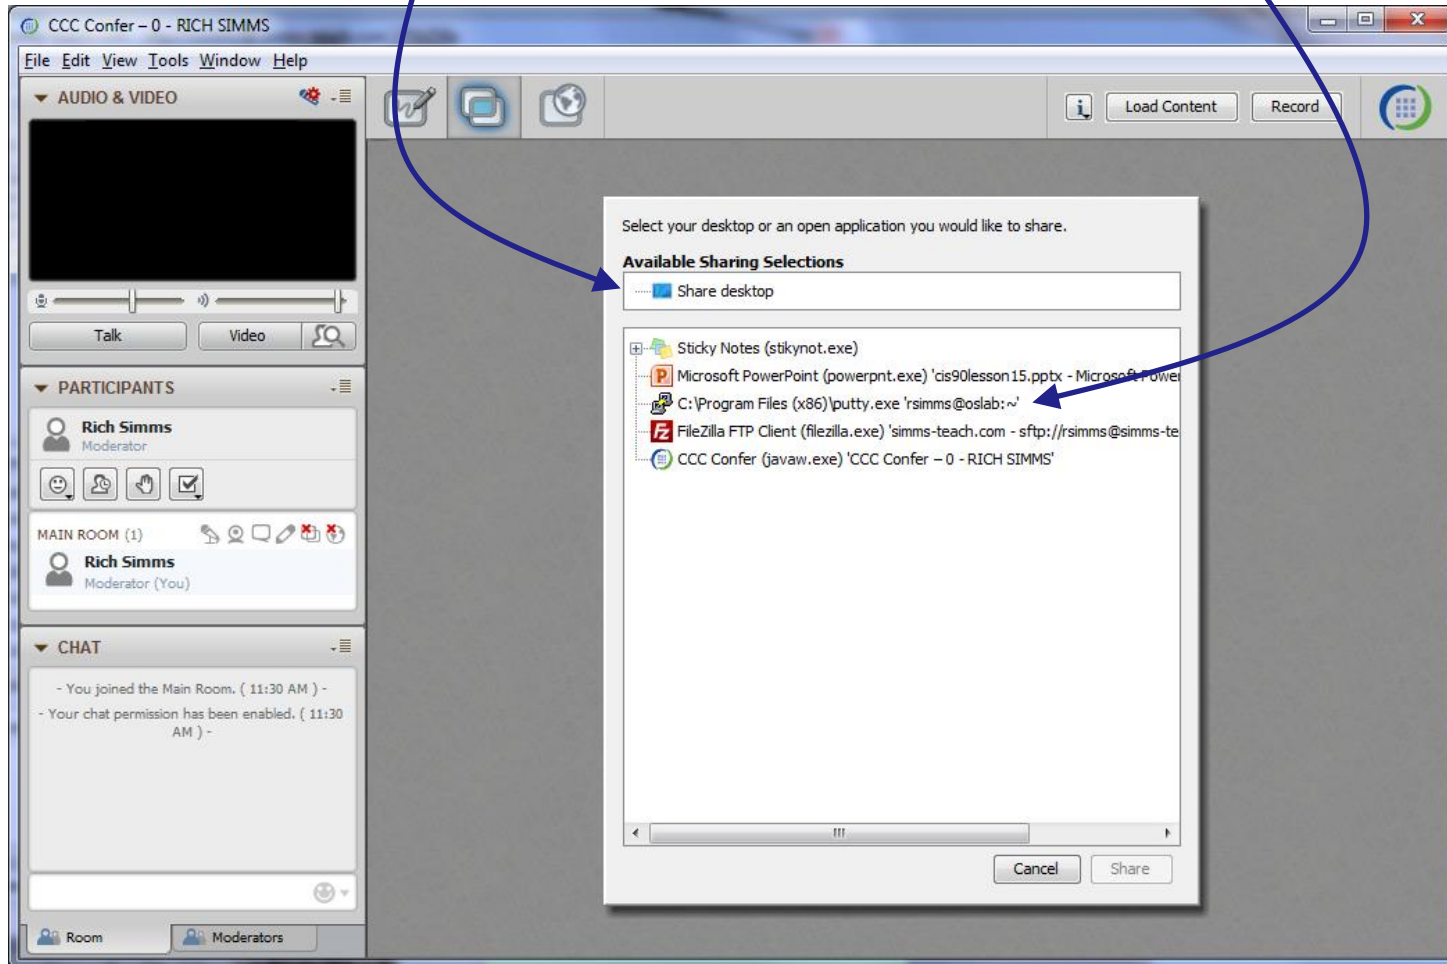 CCC Confer – 0 - RICH SIMMS
File Edit View Tools Window Help
AUDIO & VIDEO
Load Content
Record
Talk
Video
PARTICIPANTS
Rich Simms
Moderator
MAIN ROOM (1)
Rich Simms
Moderator (You)
CHAT
- You joined the Main Room. ( 11:30 AM ) -
- Your chat permission has been enabled. ( 11:30
AM ) -
Room
Moderators
Select your desktop or an open application you would like to share.
Available Sharing Selections
Share desktop
Sticky Notes (stikynot.exe)
Microsoft PowerPoint (powerpnt.exe) 'cis90lesson15.pptx - Microsoft Power
C:\Program Files (x86)\putty.exe 'rsimms@oslab:~'
FileZilla FTP Client (filezilla.exe) 'simms-teach.com - sftp://rsimms@simms-te
CCC Confer (javaw.exe) 'CCC Confer – 0 - RICH SIMMS'
Cancel
Share